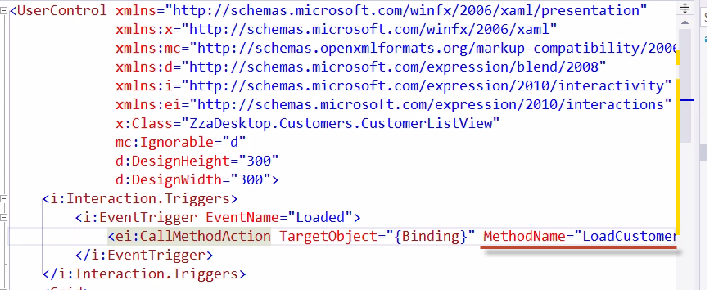 <UserControl xmlns="http://schemas.microsoft.com/winfx/2006/xaml/presentation"
xmlns:x="http://schemas.microsoft.com/winfx/2006/xaml"
xmlns:mc="http://schemas.openxmlformats.org/markup-compatibility/2006
xmlns:d="http://schemas.microsoft.com/expression/blend/2008"
xmlns:i="http://schemas.microsoft.com/expression/2010/interactivity"
xmlns:ei="http://schemas.microsoft.com/expression/2010/interactions"
x:Class="ZzaDesktop.Customers.CustomerListView"
mc:Ignorable="d"
d:DesignHeight="300"
d:DesignWidth="300">
<i:Interaction.Triggers>
<i:EventTrigger EventName="Loaded">
<ei:CallMethodAction TargetObject="{Binding}" MethodName="LoadCustomer
</i:EventTrigger>
</i:Interaction.Triggers>